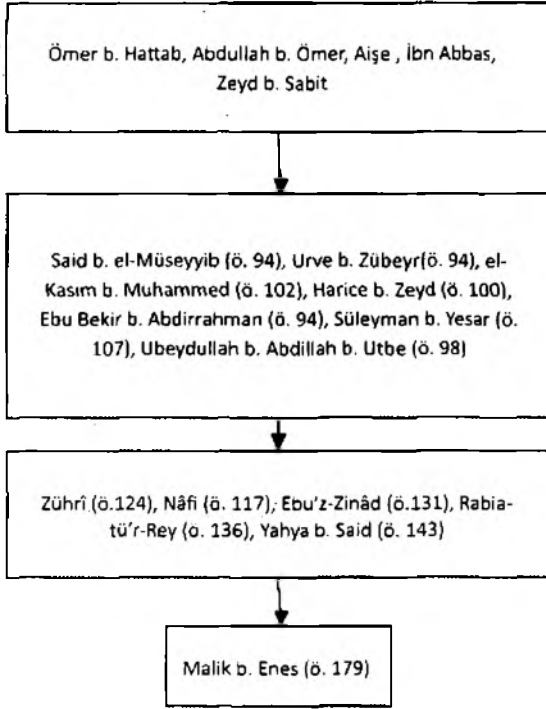 Ömer b. Hattab, Abdullah b. Ömer, Aişe , İbn Abbas,
Zeyd b. Sabit
Said b. el-Müseyyib (ö. 94), Urve b. Zübeyr(ö. 94), el-
Kasım b. Muhammed (ö. 102), Harice b. Zeyd (ö. 100),
Ebu Bekir b. Abdirrahman (ö. 94), Süleyman b. Yesar (ö.
107), Ubeydullah b. Abdillah b. Utbe (ö. 98)
Zührî (ö.124), Nâfi (ö. 117), Ebu'z-Zinâd (ö.131), Rabia-
tü'r-Rey (ö. 136), Yahya b. Said (ö. 143)
Malik b. Enes (ö. 179)